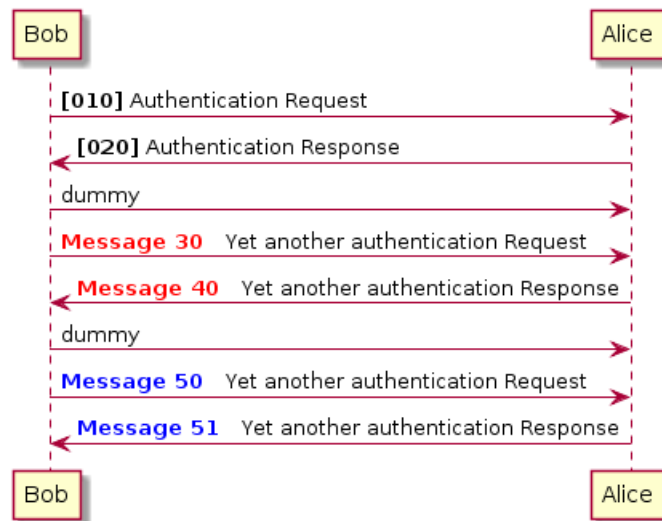 Bob Alice
[010] Authentication Request
[020] Authentication Response
dummy
Message 30 Yet another authentication Request
Message 40 Yet another authentication Response
dummy
Message 50 Yet another authentication Request
Message 51 Yet another authentication Response
Bob Alice